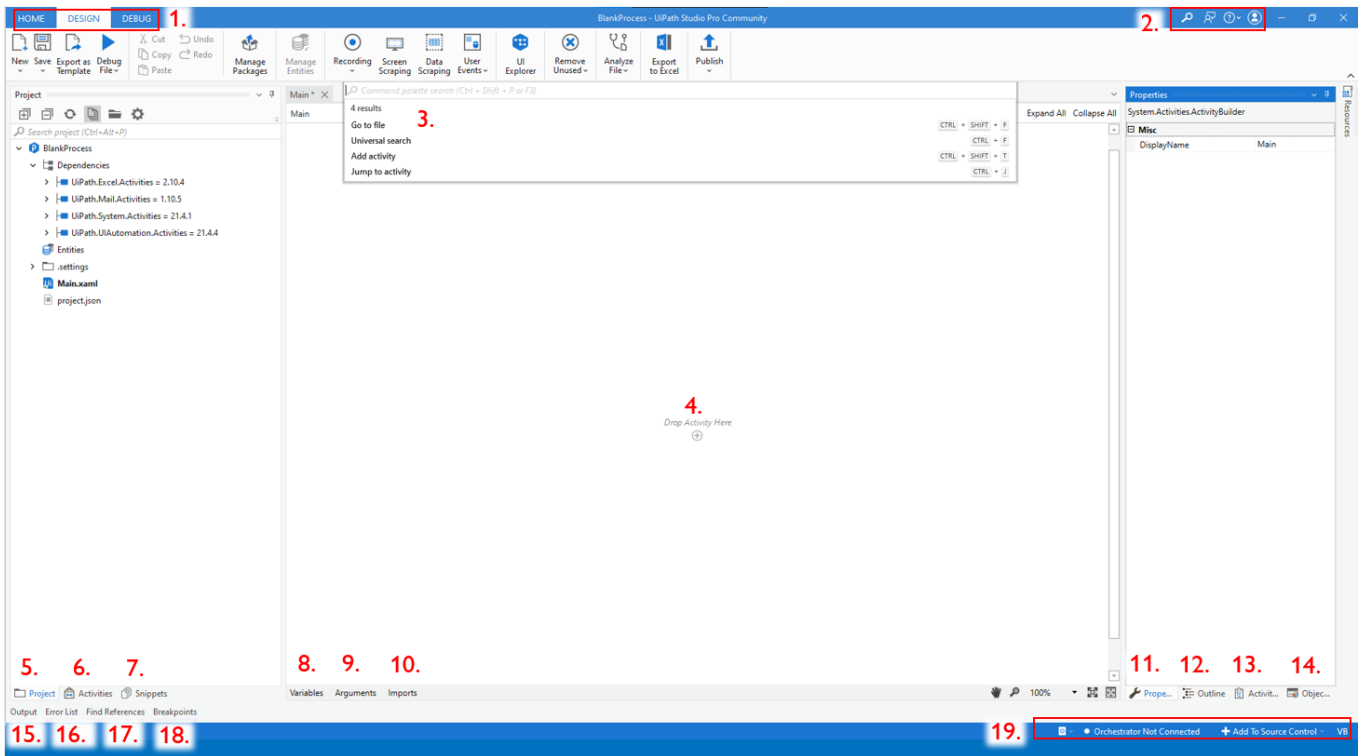 HOME DESIGN DEBUG 1. BlankProcess - UiPath Studio Pro Community 2.
New Save Export as Template Debug File Cut Copy Paste Undo Redo Manage Packages Manage Entities Recording Screen Scraping Data Scraping User Events UI Explorer Remove Unused Analyze File Export to Excel Publish
Project
Search project (Ctrl+Alt+P)
BlankProcess
Dependencies
UiPath.Excel.Activities = 2.10.4
UiPath.Mail.Activities = 1.10.5
UiPath.System.Activities = 21.4.1
UiPath.UIAutomation.Activities = 21.4.4
Entities
.settings
Main.xaml
project.json
Main*
Main
Expand All Collapse All
Command palette search (Ctrl + Shift + P or F3)
4 results
3.
Go to file CTRL + SHIFT + F
Universal search CTRL + F
Add activity CTRL + SHIFT + T
Jump to activity CTRL + J
4.
Drop Activity Here
Properties
System.Activities.ActivityBuilder
Misc
DisplayName Main
Resources
5. 6. 7. 8. 9. 10. 11. 12. 13. 14.
Project Activities Snippets Variables Arguments Imports 100% Prope... Outline Activit... Objec...
Output Error List Find References Breakpoints
15. 16. 17. 18. 19. Orchestrator Not Connected Add To Source Control VB